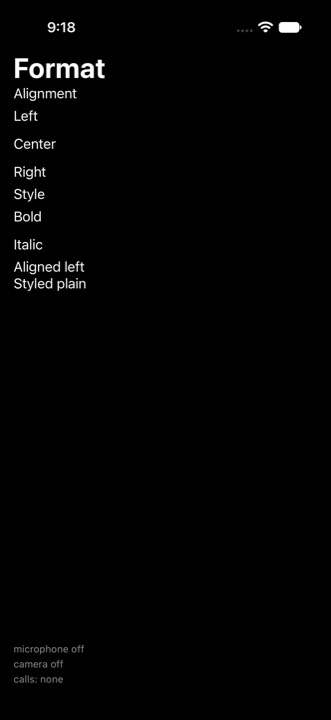 9:18
Format
Alignment
Left
Center
Right
Style
Bold
Italic
Aligned left
Styled plain
microphone off
camera off
calls: none